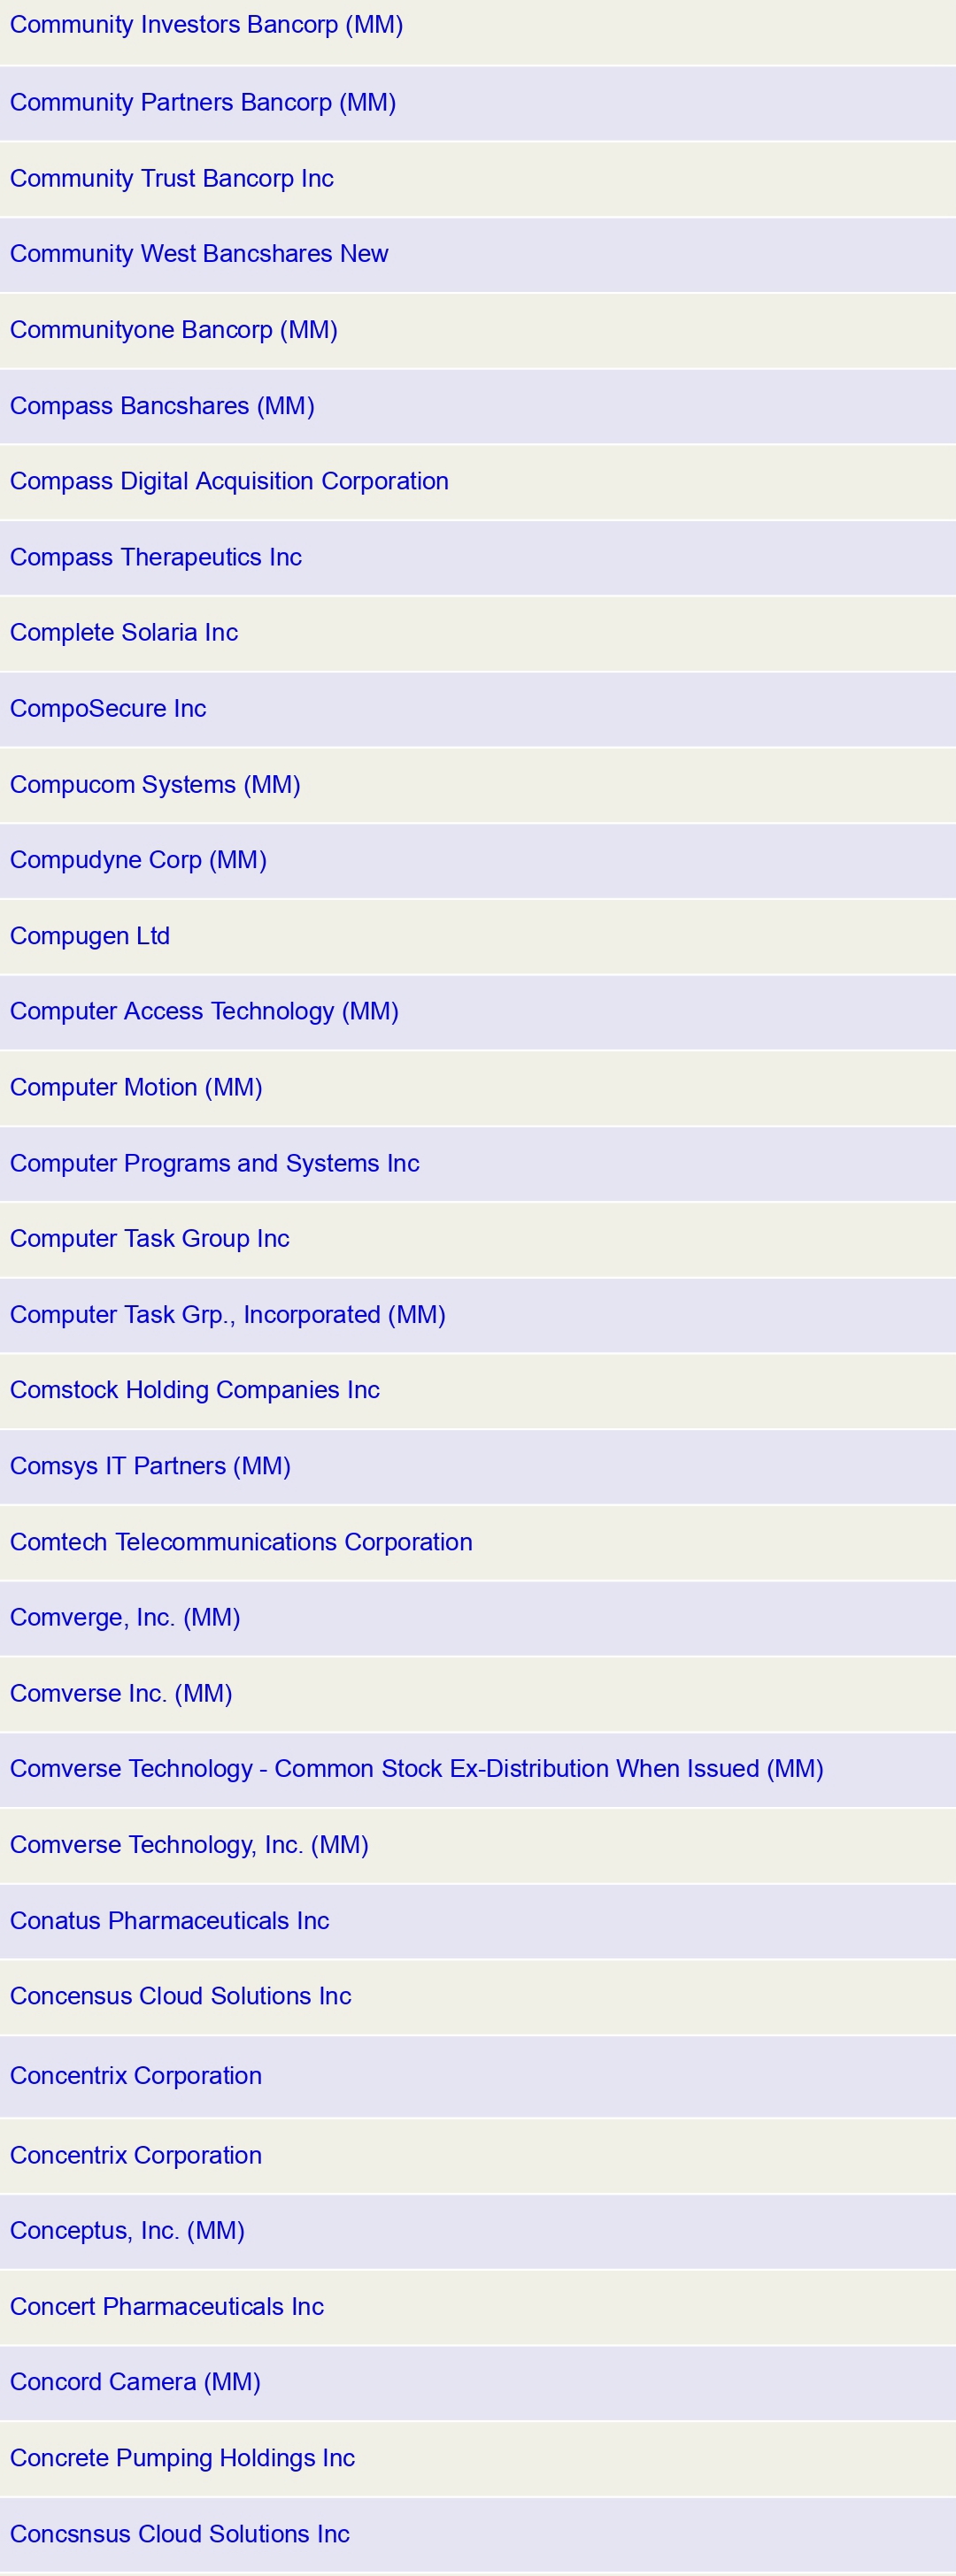 Community Investors Bancorp (MM)
Community Partners Bancorp (MM)
Community Trust Bancorp Inc
Community West Bancshares New
Communityone Bancorp (MM)
Compass Bancshares (MM)
Compass Digital Acquisition Corporation
Compass Therapeutics Inc
Complete Solaria Inc
CompoSecure Inc
Compucom Systems (MM)
Compudyne Corp (MM)
Compugen Ltd
Computer Access Technology (MM)
Computer Motion (MM)
Computer Programs and Systems Inc
Computer Task Group Inc
Computer Task Grp., Incorporated (MM)
Comstock Holding Companies Inc
Comsys IT Partners (MM)
Comtech Telecommunications Corporation
Comverge, Inc. (MM)
Comverse Inc. (MM)
Comverse Technology - Common Stock Ex-Distribution When Issued (MM)
Comverse Technology, Inc. (MM)
Conatus Pharmaceuticals Inc
Concensus Cloud Solutions Inc
Concentrix Corporation
Concentrix Corporation
Conceptus, Inc. (MM)
Concert Pharmaceuticals Inc
Concord Camera (MM)
Concrete Pumping Holdings Inc
Concsnsus Cloud Solutions Inc